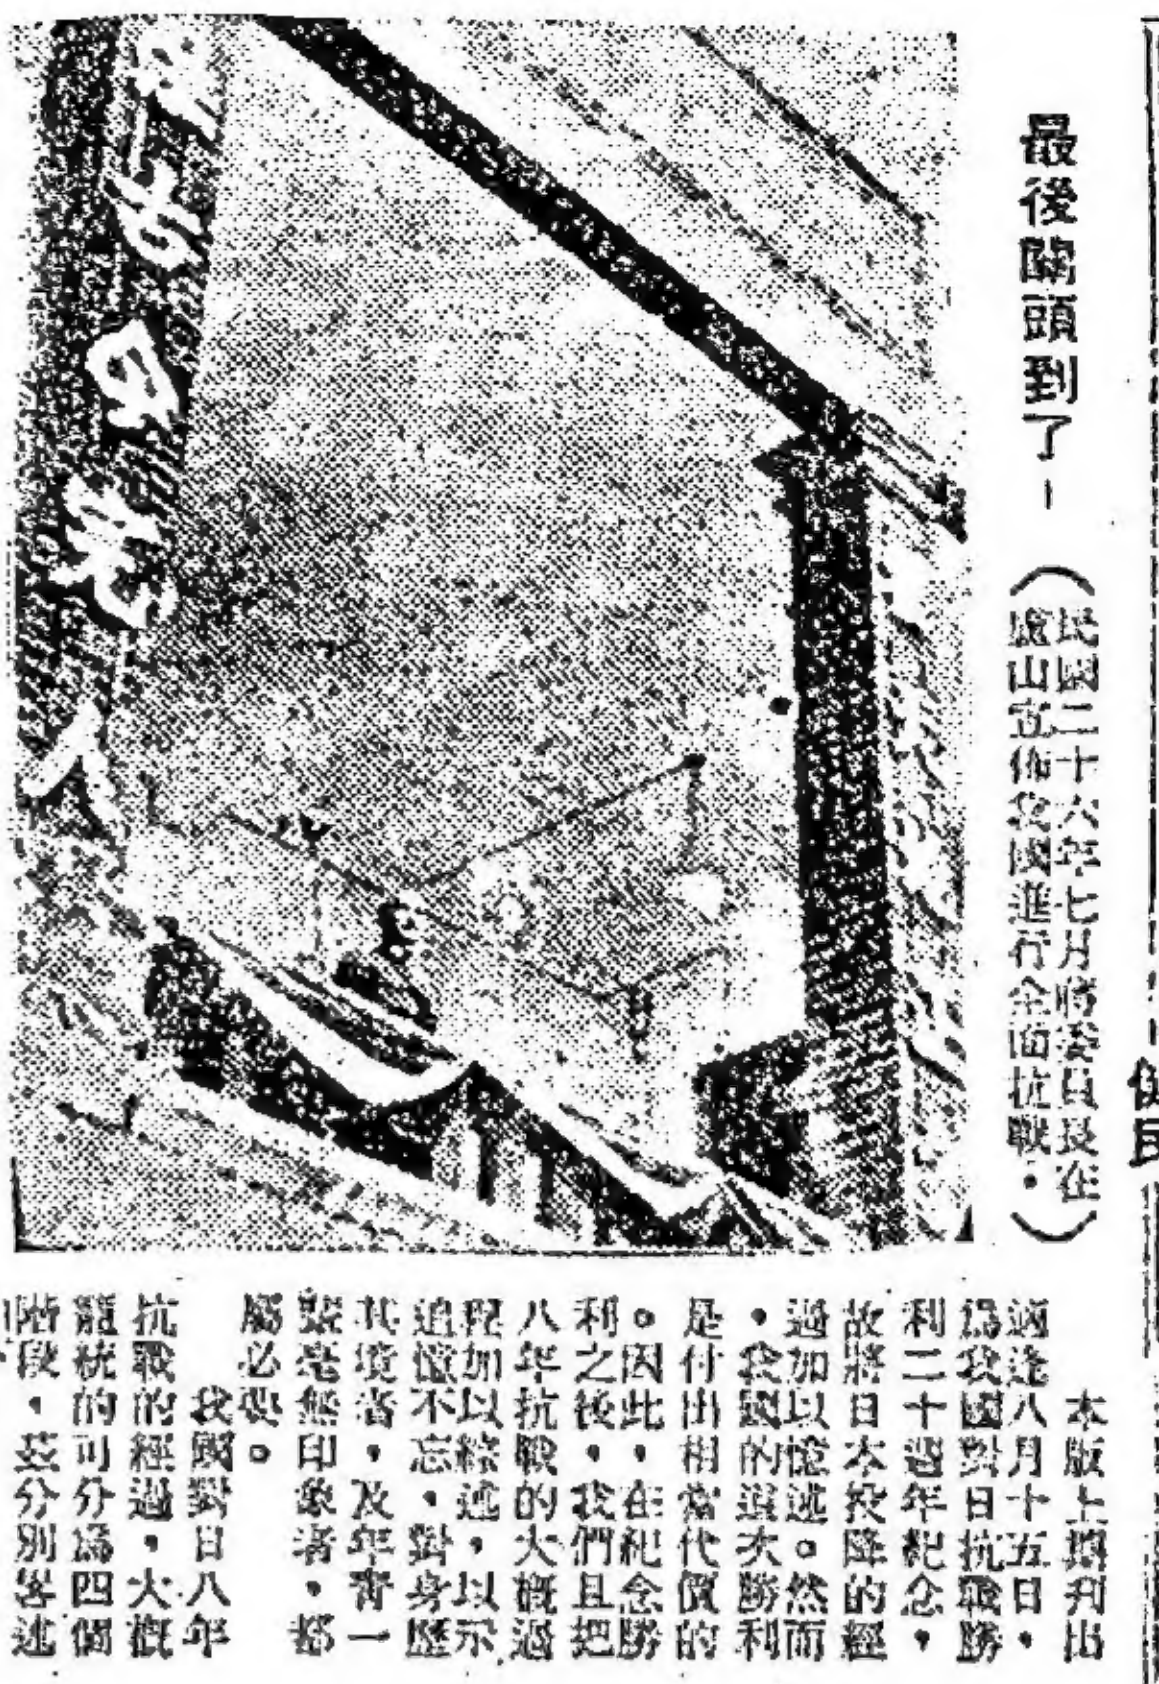 最後關頭到了－
（民國二十六年七月蔣委員長在
廬山宣佈我國進行全面抗戰・）
本版上期刊出
適逢八月十五日，
爲我國對日抗戰勝
利二十週年紀念，
故將日本投降的經
過加以憶述。然而
，我國的這次勝利
是付出相當代價的
。因此，在紀念勝
利之後，我們且把
八年抗戰的大概過
程加以綜述，以示
追憶不忘，對身歷
其境者，及年青一
輩毫無印象者，都
屬必要。
我國對日八年
抗戰的經過，大概
籠統的可分爲四個
階段，茲分別畧述